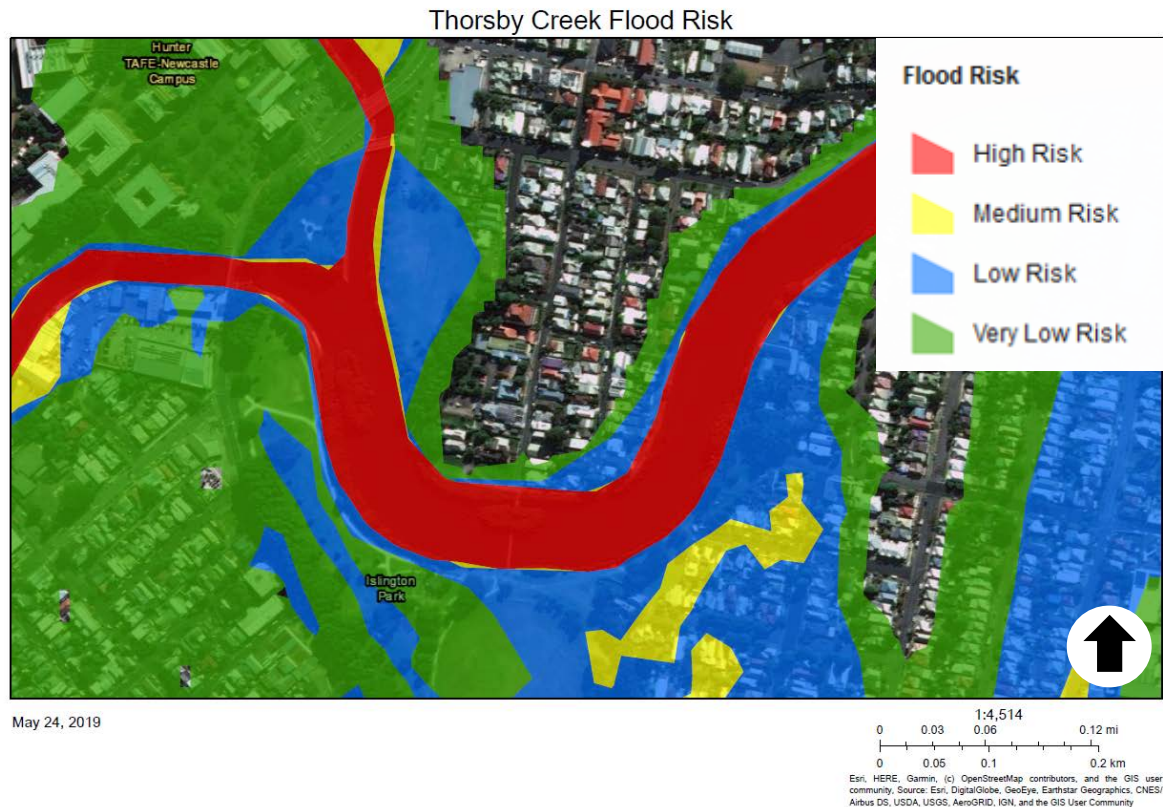 Thorsby Creek Flood Risk
Hunter
TAFE-Newcastle
Campus
Flood Risk
High Risk
Medium Risk
Low Risk
Very Low Risk
Islington
Park
May 24, 2019
1:4,514
0 0.03 0.06 0.12 mi
0 0.05 0.1 0.2 km
Esri, HERE, Garmin, (c) OpenStreetMap contributors, and the GIS user
community, Source: Esri, DigitalGlobe, GeoEye, Earthstar Geographics, CNES/
Airbus DS, USDA, USGS, AeroGRID, IGN, and the GIS User Community